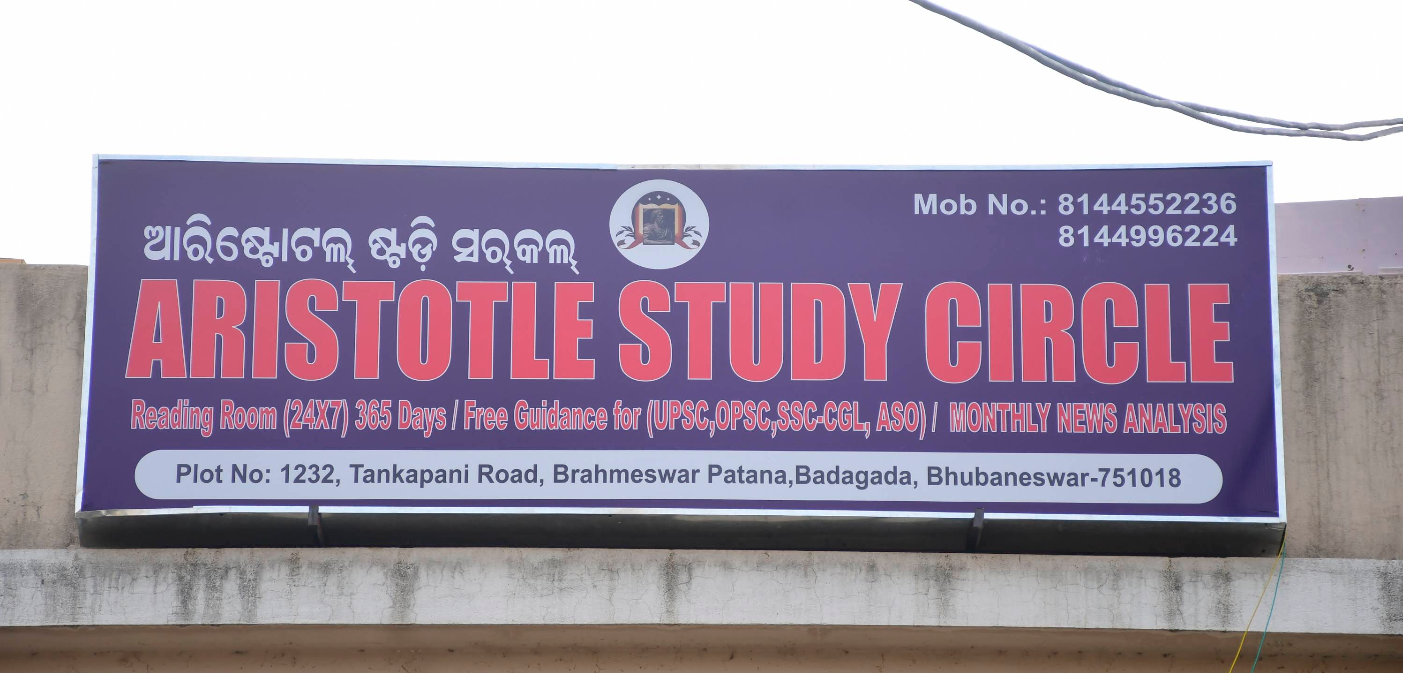 ଆରିଷ୍ଟୋଟଲ୍ ଷ୍ଟଡ଼ି ସର୍‌କଲ୍
Mob No.: 8144552236
8144996224
ARISTOTLE STUDY CIRCLE
Reading Room (24X7) 365 Days / Free Guidance for (UPSC,OPSC,SSC-CGL, ASO) / MONTHLY NEWS ANALYSIS
Plot No: 1232, Tankapani Road, Brahmeswar Patana,Badagada, Bhubaneswar-751018